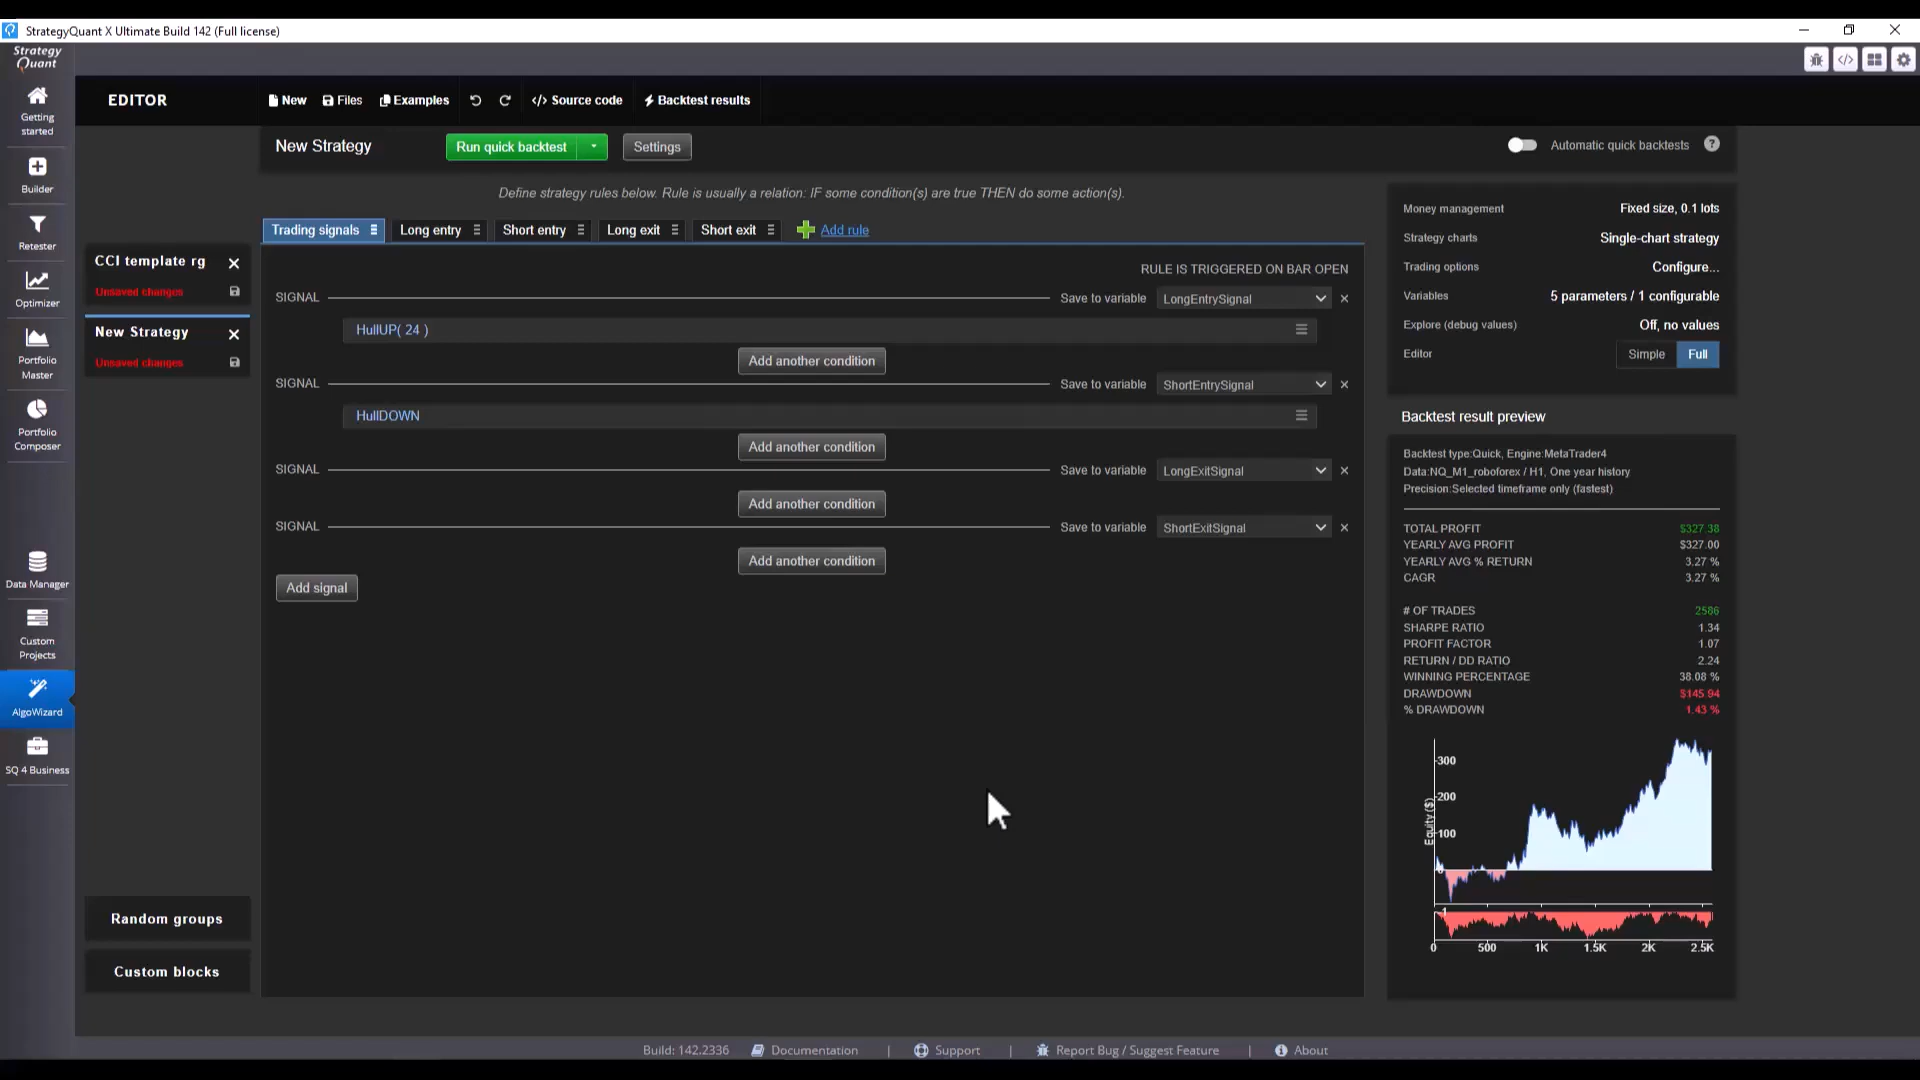 StrategyQuant X Ultimate Build 142 (Full license)
Strategy
Quant
Getting
started
Builder
Retester
Optimizer
Portfolio
Master
Portfolio
Composer
Data Manager
Custom
Projects
AlgoWizard
SQ 4 Business
EDITOR
New Files Examples </> Source code Backtest results
New Strategy Run quick backtest Settings Automatic quick backtests ?
Define strategy rules below. Rule is usually a relation: IF some condition(s) are true THEN do some action(s).
Trading signals Long entry Short entry Long exit Short exit Add rule
CCI template rg
Unsaved changes
New Strategy
Unsaved changes
Random groups
Custom blocks
RULE IS TRIGGERED ON BAR OPEN
SIGNAL Save to variable LongEntrySignal
HullUP( 24 )
Add another condition
SIGNAL Save to variable ShortEntrySignal
HullDOWN
Add another condition
SIGNAL Save to variable LongExitSignal
Add another condition
SIGNAL Save to variable ShortExitSignal
Add another condition
Add signal
Money management Fixed size, 0.1 lots
Strategy charts Single-chart strategy
Trading options Configure...
Variables 5 parameters / 1 configurable
Explore (debug values) Off, no values
Editor Simple Full
Backtest result preview
Backtest type:Quick, Engine:MetaTrader4
Data:NQ_M1_roboforex / H1, One year history
Precision:Selected timeframe only (fastest)
TOTAL PROFIT $327.38
YEARLY AVG PROFIT $327.00
YEARLY AVG % RETURN 3.27 %
CAGR 3.27 %
# OF TRADES 2586
SHARPE RATIO 1.34
PROFIT FACTOR 1.07
RETURN / DD RATIO 2.24
WINNING PERCENTAGE 38.08 %
DRAWDOWN $145.94
% DRAWDOWN 1.43 %
Equity ($)
300
200
100
0
-1
0 500 1K 1.5K 2K 2.5K
Build: 142.2336 Documentation | Support | Report Bug / Suggest Feature | About